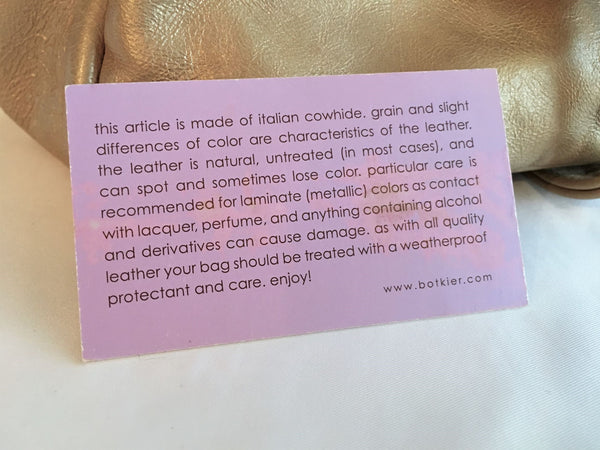 this article is made of italian cowhide. grain and slight
differences of color are characteristics of the leather.
the leather is natural, untreated (in most cases), and
can spot and sometimes lose color. particular care is
recommended for laminate (metallic) colors as contact
with lacquer, perfume, and anything containing alcohol
and derivatives can cause damage. as with all quality
leather your bag should be treated with a weatherproof
protectant and care. enjoy!
www.botkier.com